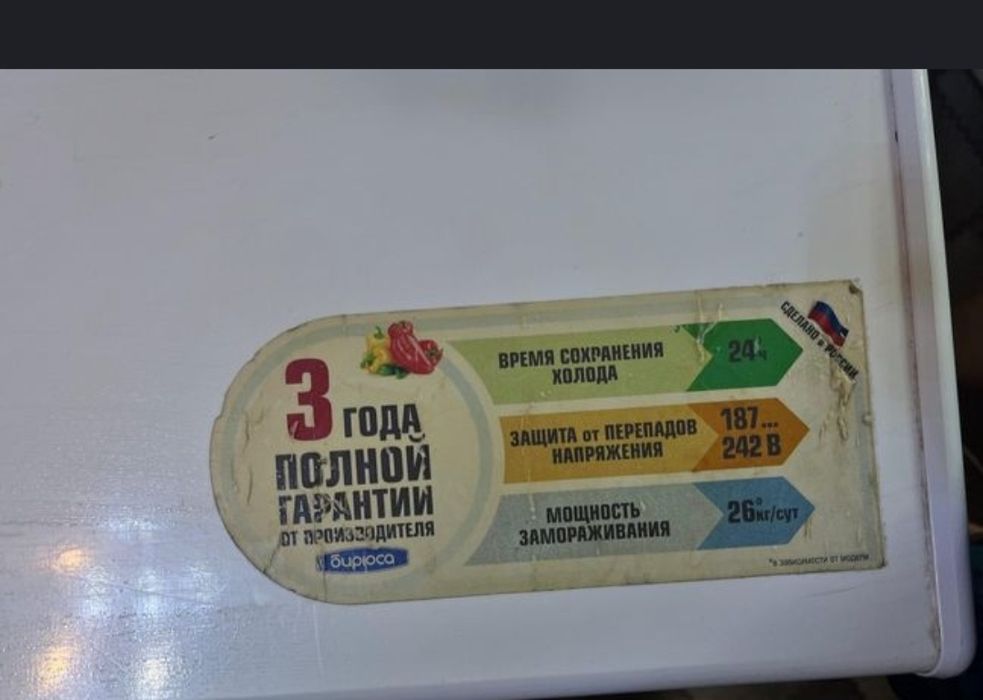 3 ГОДА
ПОЛНОЙ
ГАРАНТИИ
ОТ ПРОИЗВОДИТЕЛЯ
бирюса
ВРЕМЯ СОХРАНЕНИЯ
ХОЛОДА
24 ч
ЗАЩИТА от ПЕРЕПАДОВ
НАПРЯЖЕНИЯ
187...
242 В
МОЩНОСТЬ
ЗАМОРАЖИВАНИЯ
26* кг/сут
СДЕЛАНО в РОССИИ
*в зависимости от модели